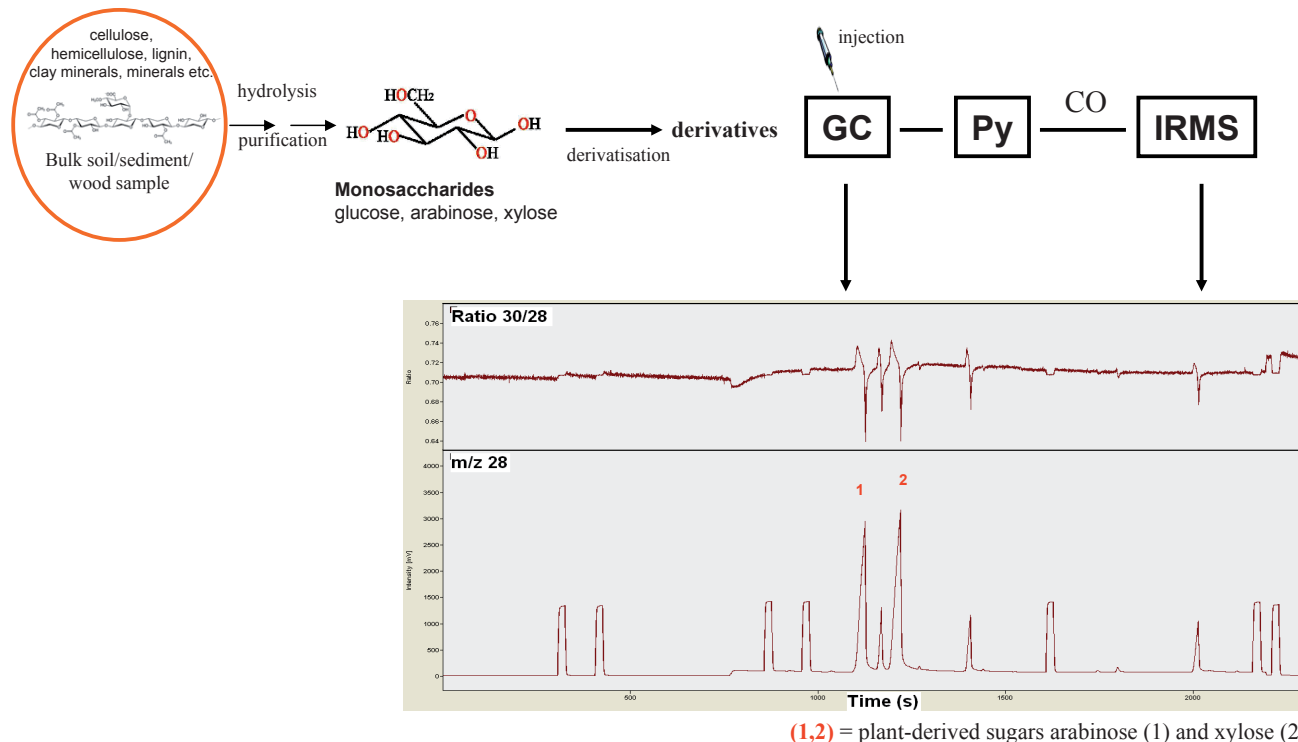 cellulose,
hemicellulose, lignin,
clay minerals, minerals etc.
Bulk soil/sediment/
wood sample
hydrolysis
purification
HOCH2
HO
HO
OH
OH
O
Monosaccharides
glucose, arabinose, xylose
derivatisation
derivatives
injection
GC
Py
CO
IRMS
Ratio 30/28
Ratio
0.76
0.74
0.72
0.70
0.68
0.66
0.64
m/z 28
Intensity [mV]
4000
3500
3000
2500
2000
1500
1000
500
0
1
2
500
1000
1500
2000
Time (s)
(1,2) = plant-derived sugars arabinose (1) and xylose (2